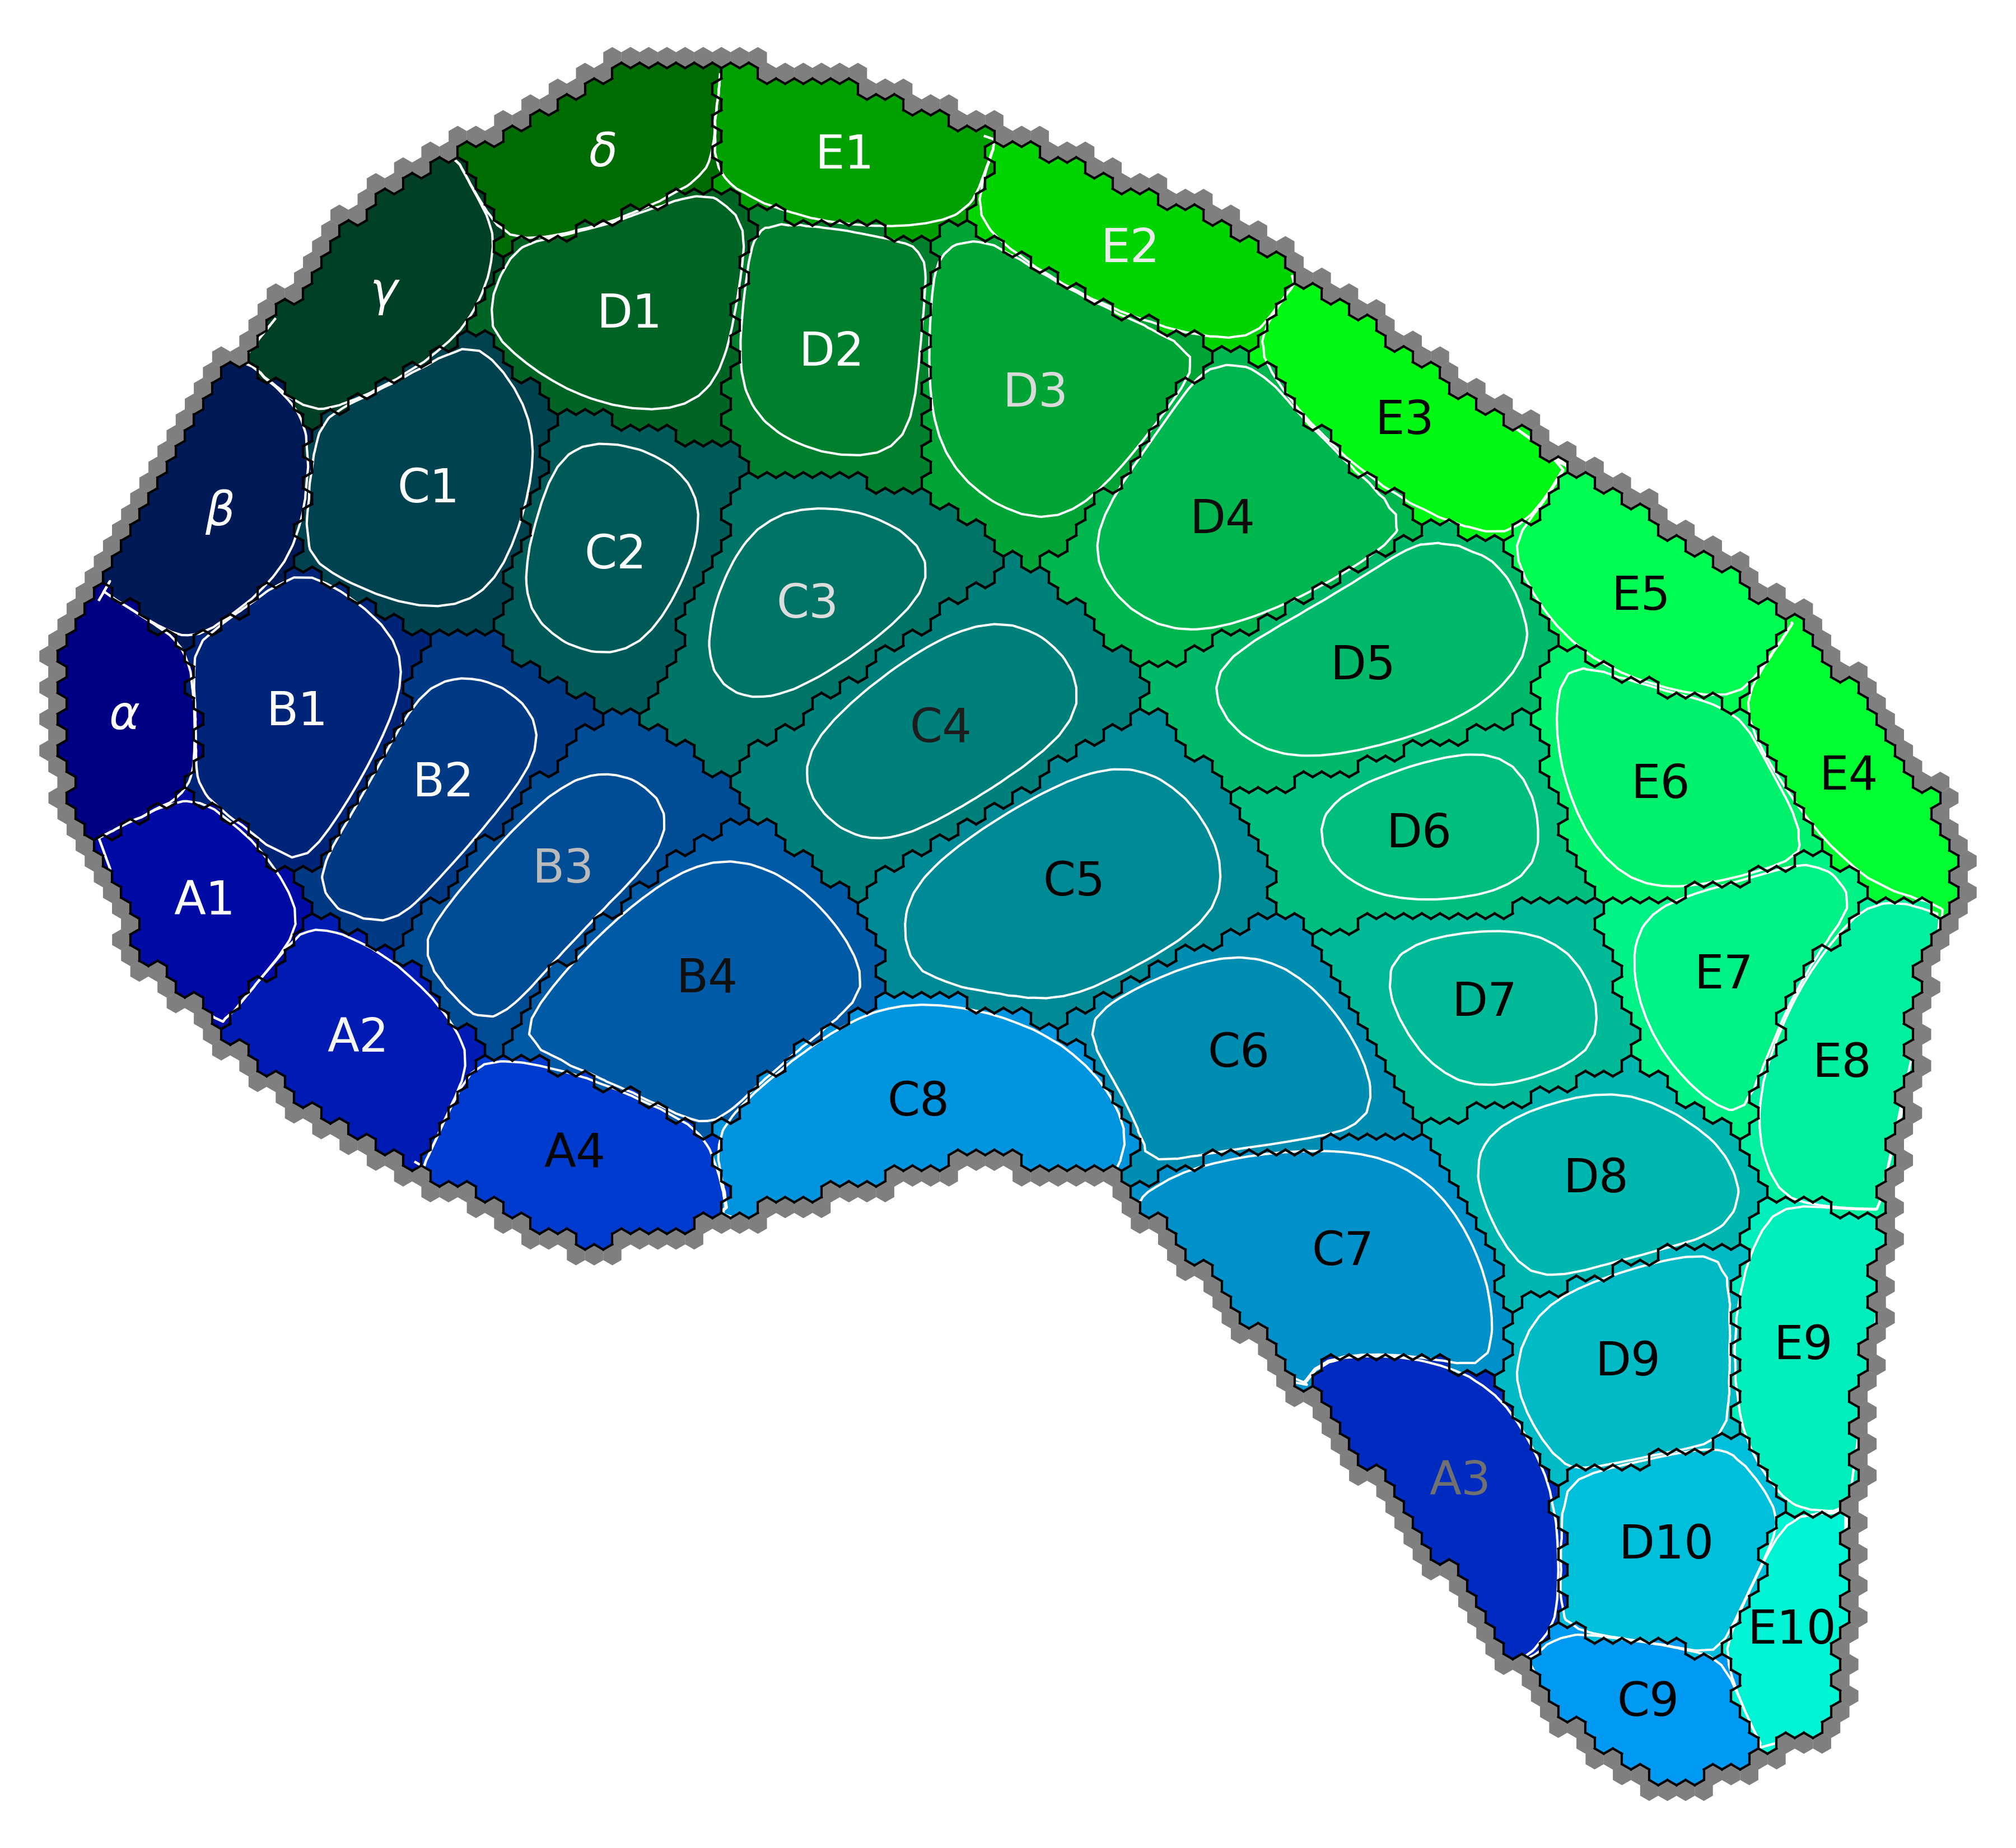 δ
E1
E2
γ
D1
D2
D3
E3
C1
β
D4
C2
C3
E5
D5
B1
α
C4
B2
E6
E4
D6
B3
C5
A1
B4
E7
D7
A2
C6
E8
C8
A4
D8
C7
E9
D9
A3
D10
E10
C9